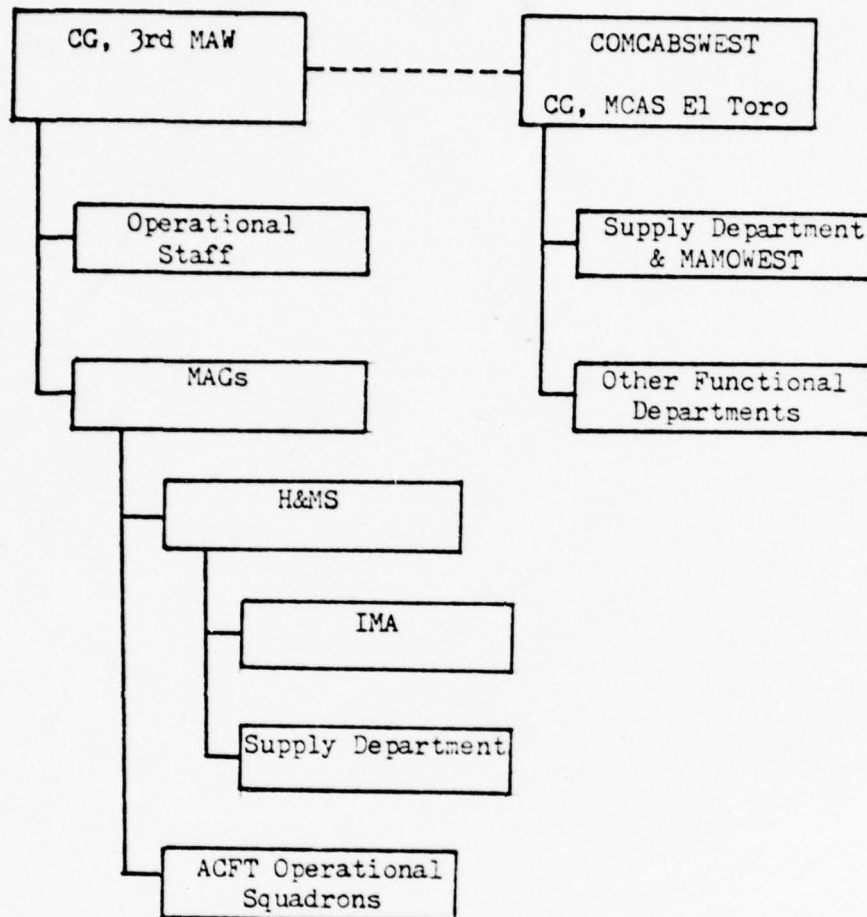 CG, 3rd MAW
COMCABSWEST
CG, MCAS El Toro
Operational
Staff
Supply Department
& MAMOWEST
MAGs
Other Functional
Departments
H&MS
IMA
Supply Department
ACFT Operational
Squadrons